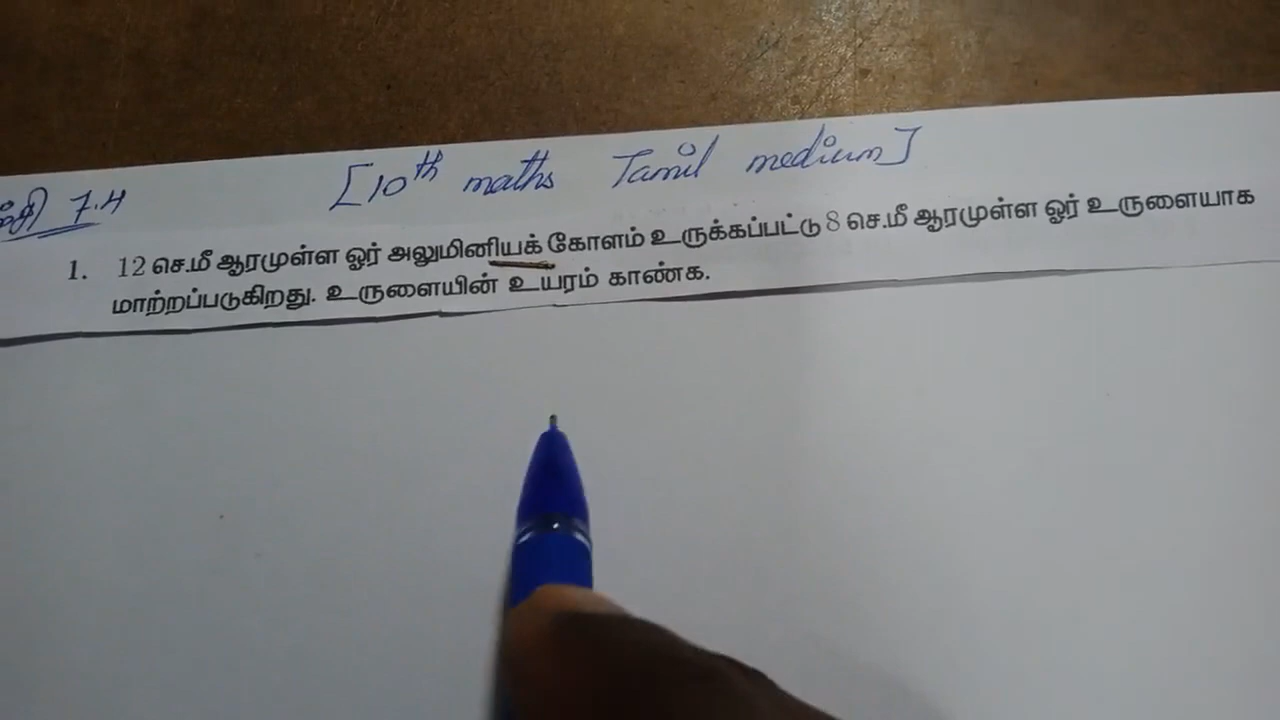 [10th maths Tamil medium]
7.4
1. 12 செ.மீ ஆரமுள்ள ஓர் அலுமினியக் கோளம் உருக்கப்பட்டு 8 செ.மீ ஆரமுள்ள ஓர் உருளையாக
மாற்றப்படுகிறது. உருளையின் உயரம் காண்க.